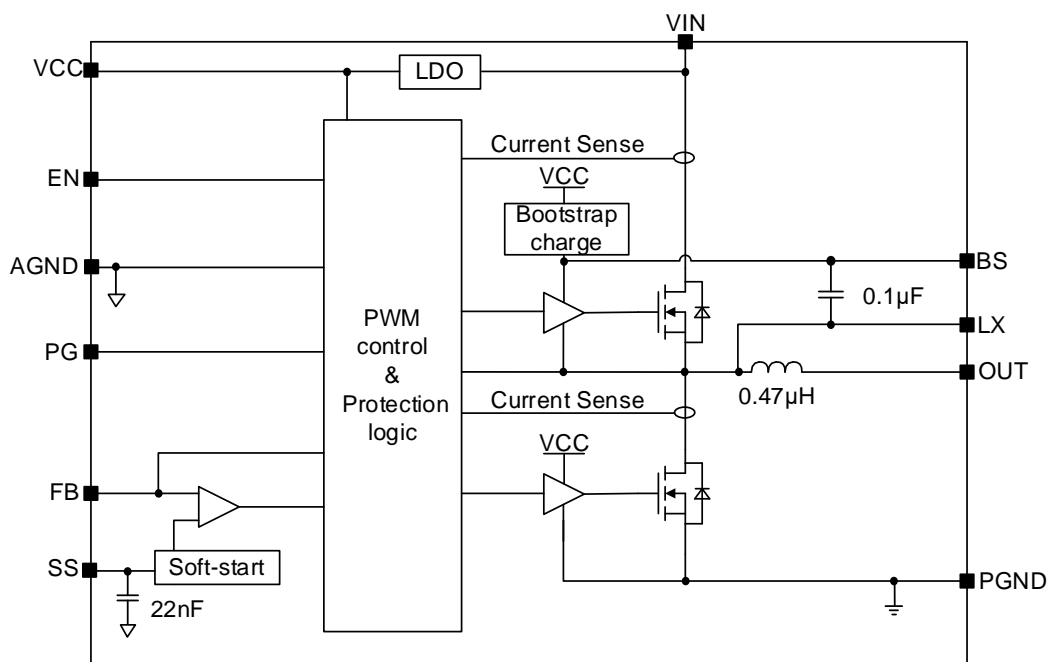 VIN
VCC
LDO
Current Sense
VCC
EN
Bootstrap
charge
AGND
BS
0.1µF
PWM
control
&
Protection
logic
LX
PG
OUT
0.47µH
Current Sense
VCC
FB
SS
Soft-start
PGND
22nF